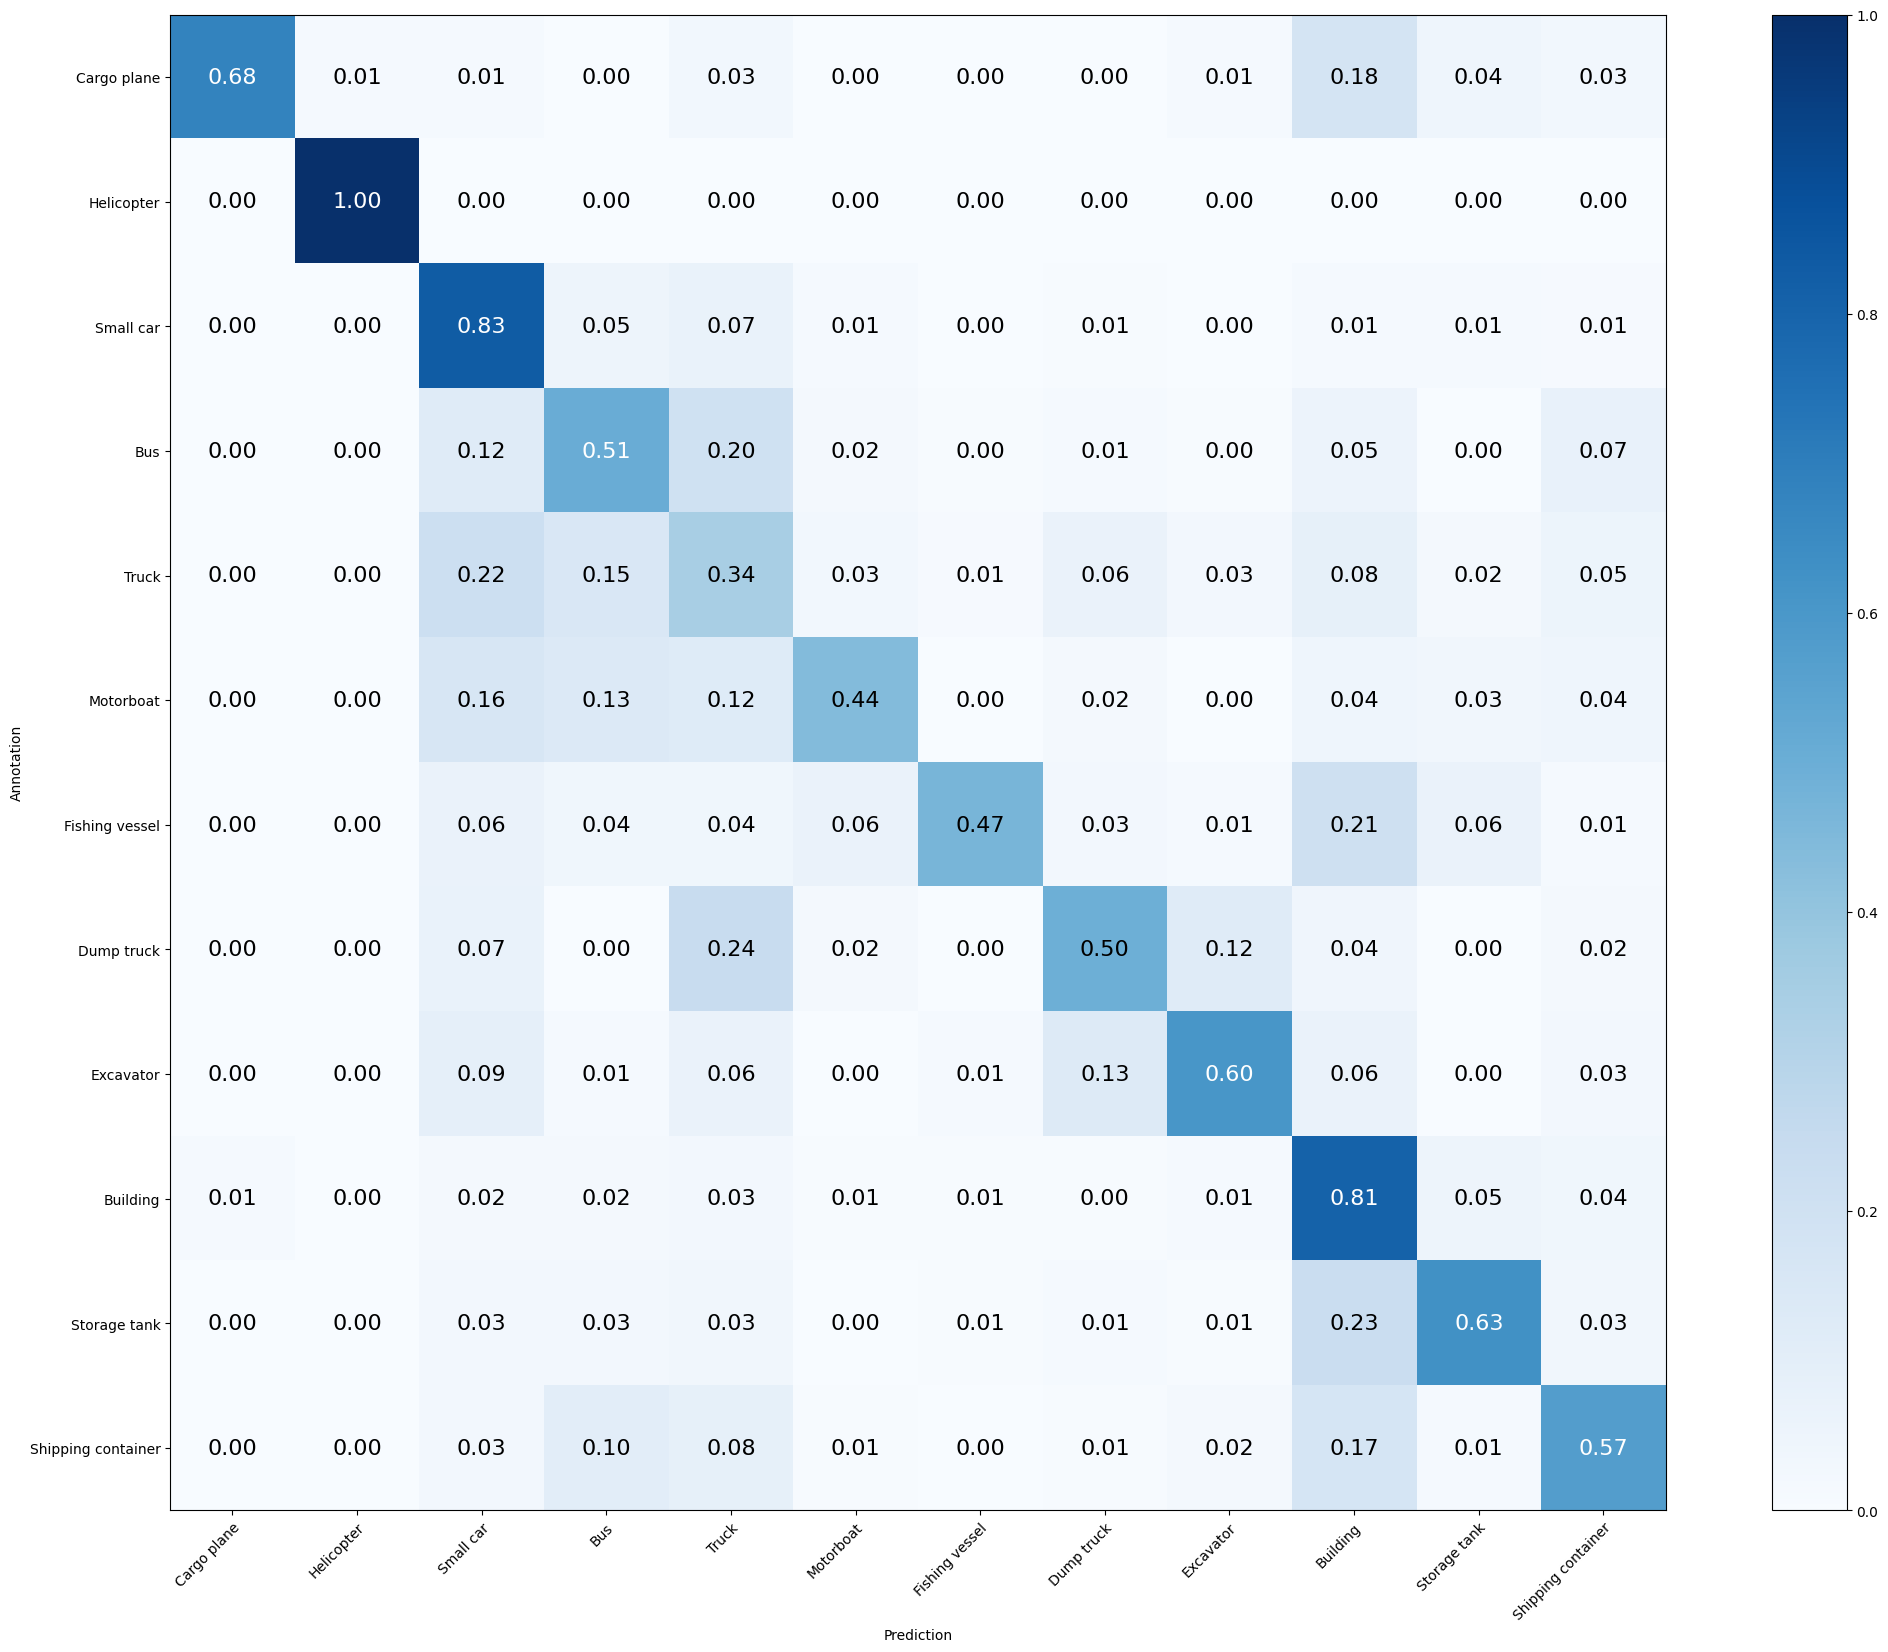 Cargo plane 0.68 0.01 0.01 0.00 0.03 0.00 0.00 0.00 0.01 0.18 0.04 0.03
Helicopter 0.00 1.00 0.00 0.00 0.00 0.00 0.00 0.00 0.00 0.00 0.00 0.00
Small car 0.00 0.00 0.83 0.05 0.07 0.01 0.00 0.01 0.00 0.01 0.01 0.01
Bus 0.00 0.00 0.12 0.51 0.20 0.02 0.00 0.01 0.00 0.05 0.00 0.07
Truck 0.00 0.00 0.22 0.15 0.34 0.03 0.01 0.06 0.03 0.08 0.02 0.05
Motorboat 0.00 0.00 0.16 0.13 0.12 0.44 0.00 0.02 0.00 0.04 0.03 0.04
Fishing vessel 0.00 0.00 0.06 0.04 0.04 0.06 0.47 0.03 0.01 0.21 0.06 0.01
Dump truck 0.00 0.00 0.07 0.00 0.24 0.02 0.00 0.50 0.12 0.04 0.00 0.02
Excavator 0.00 0.00 0.09 0.01 0.06 0.00 0.01 0.13 0.60 0.06 0.00 0.03
Building 0.01 0.00 0.02 0.02 0.03 0.01 0.01 0.00 0.01 0.81 0.05 0.04
Storage tank 0.00 0.00 0.03 0.03 0.03 0.00 0.01 0.01 0.01 0.23 0.63 0.03
Shipping container 0.00 0.00 0.03 0.10 0.08 0.01 0.00 0.01 0.02 0.17 0.01 0.57
Cargo plane Helicopter Small car Bus Truck Motorboat Fishing vessel Dump truck Excavator Building Storage tank Shipping container
Prediction
Annotation
1.0
0.8
0.6
0.4
0.2
0.0